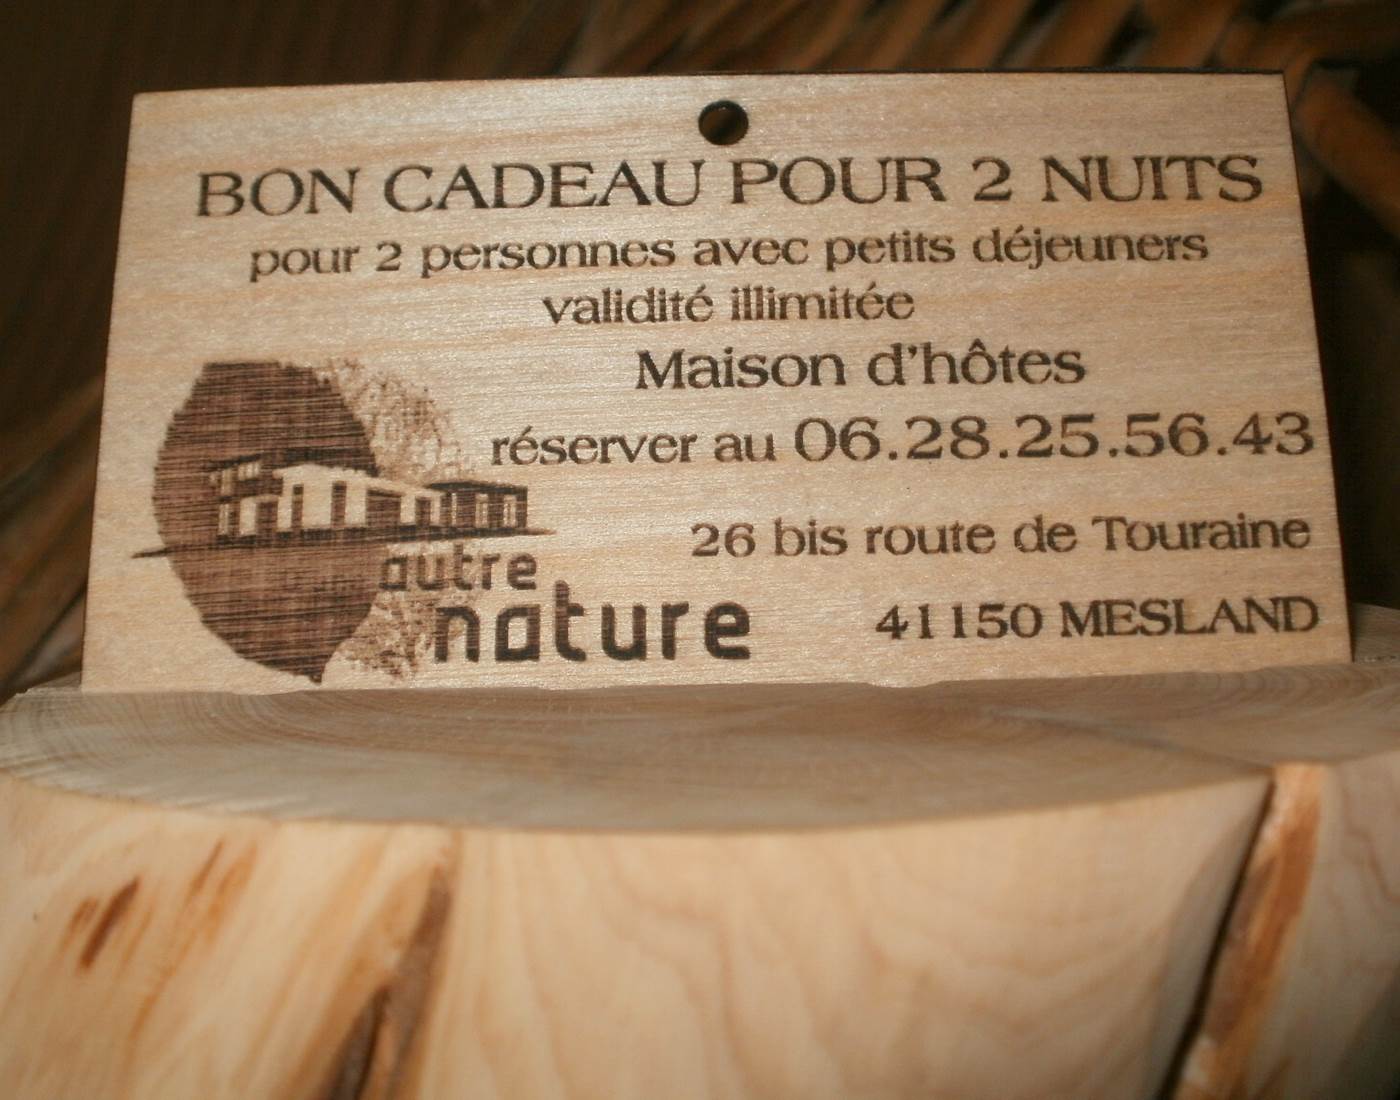 BON CADEAU POUR 2 NUITS
pour 2 personnes avec petits déjeuners
validité illimitée
Maison d'hôtes
réserver au 06.28.25.56.43
26 bis route de Touraine
41150 MESLAND
autre
nature